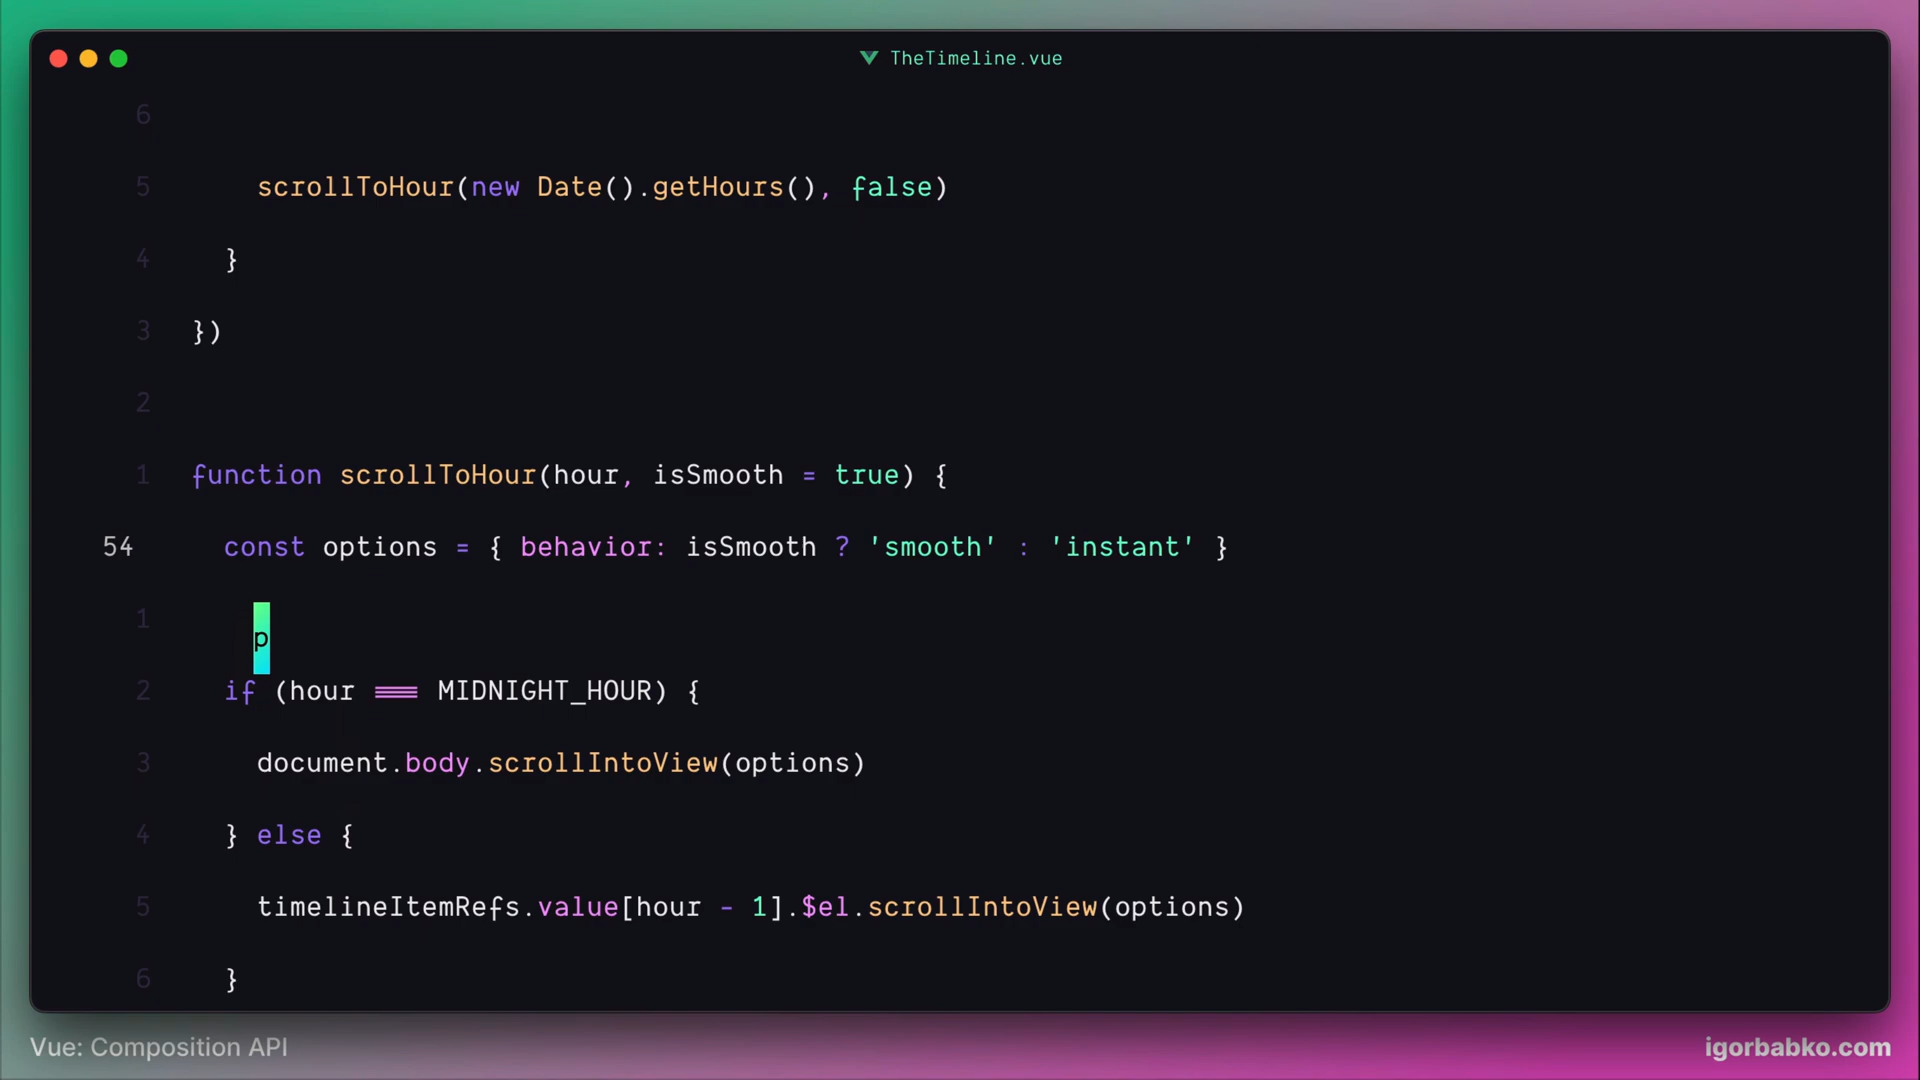 TheTimeline.vue
6
5 scrollToHour(new Date().getHours(), false)
4 }
3 })
2
1 function scrollToHour(hour, isSmooth = true) {
54 const options = { behavior: isSmooth ? 'smooth' : 'instant' }
1 p
2 if (hour === MIDNIGHT_HOUR) {
3 document.body.scrollIntoView(options)
4 } else {
5 timelineItemRefs.value[hour - 1].$el.scrollIntoView(options)
6 }
Vue: Composition API
igorbabko.com